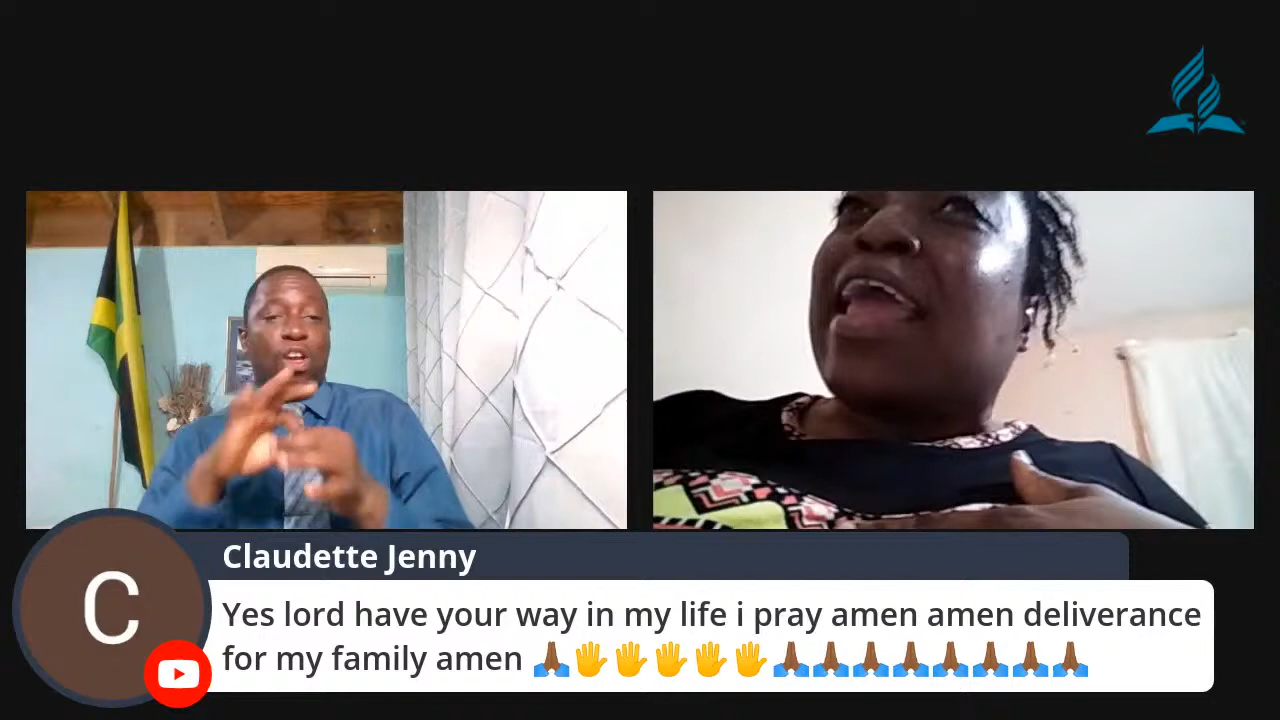 C
Claudette Jenny
Yes lord have your way in my life i pray amen amen deliverance
for my family amen 🙏🏾🖐️🖐️🖐️🖐️🖐️🙏🏾🙏🏾🙏🏾🙏🏾🙏🏾🙏🏾🙏🏾🙏🏾